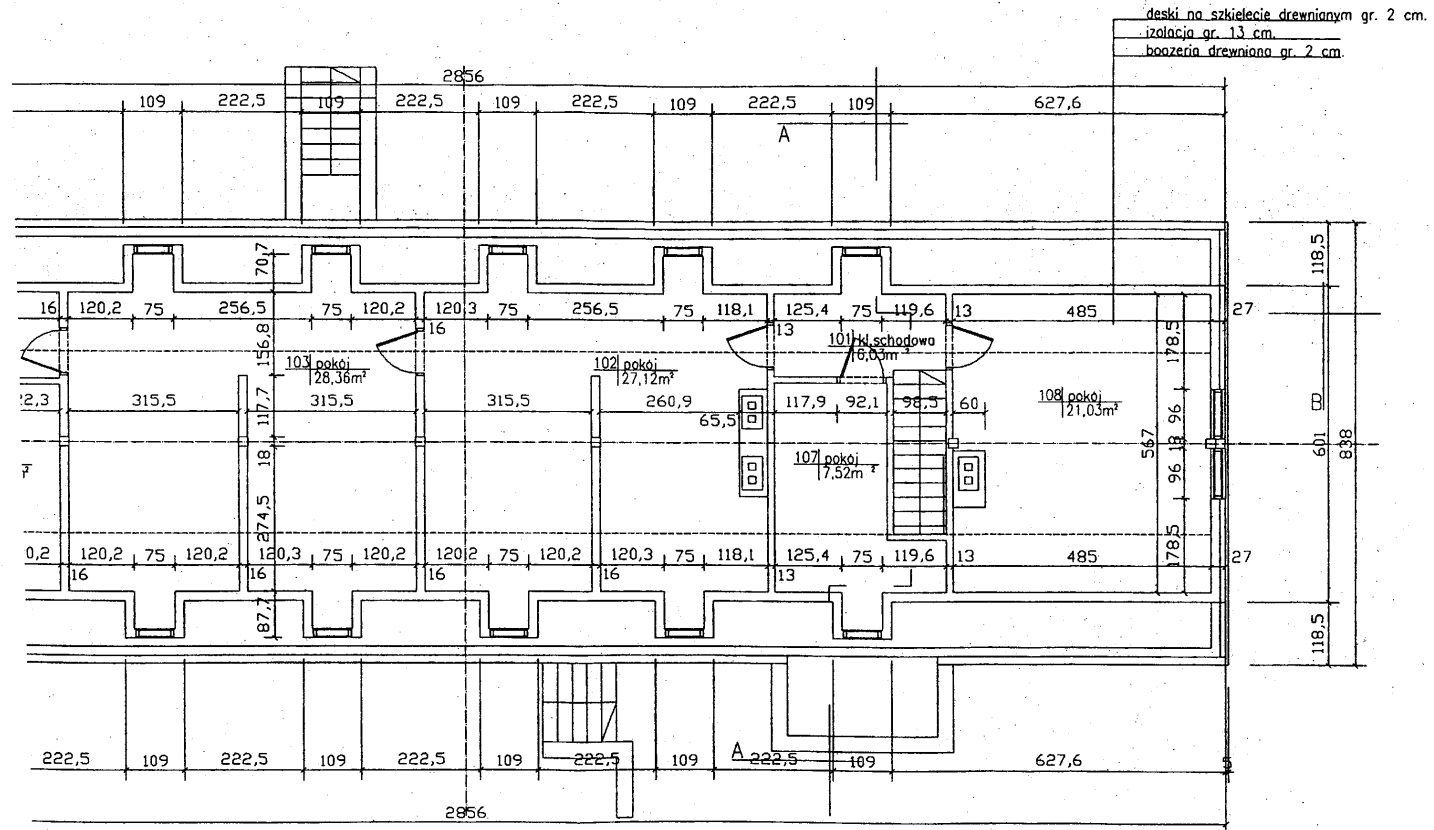 deski na szkielecie drewnianym gr. 2 cm.
izolacja gr. 13 cm.
boazeria drewniana gr. 2 cm.
2856
109 222,5 109 222,5 109 222,5 109 222,5 109 627,6
A
70,7
118,5
16 120,2 75 256,5 75 120,2 120,3 75 256,5 75 118,1 125,4 75 119,6 13 485 27
16 13
156,8
178,5
101 kl.schodowa
6,03m²
103 pokój
28,36m²
102 pokój
27,12m²
108 pokój
21,03m²
22,3 315,5 117,7 315,5 315,5 260,9 117,9 92,1 98,5 60
65,5
96
B
18
567
18
601
838
107 pokój
7,52m²
96
m²
274,5
178,5
0,2 120,2 75 120,2 120,3 75 120,2 120,2 75 120,2 120,3 75 118,1 125,4 75 119,6 13 485 27
16 16 16 16 13
87,7
118,5
222,5 109 222,5 109 222,5 109 222,5 109 A 222,5 109 627,6 5
2856